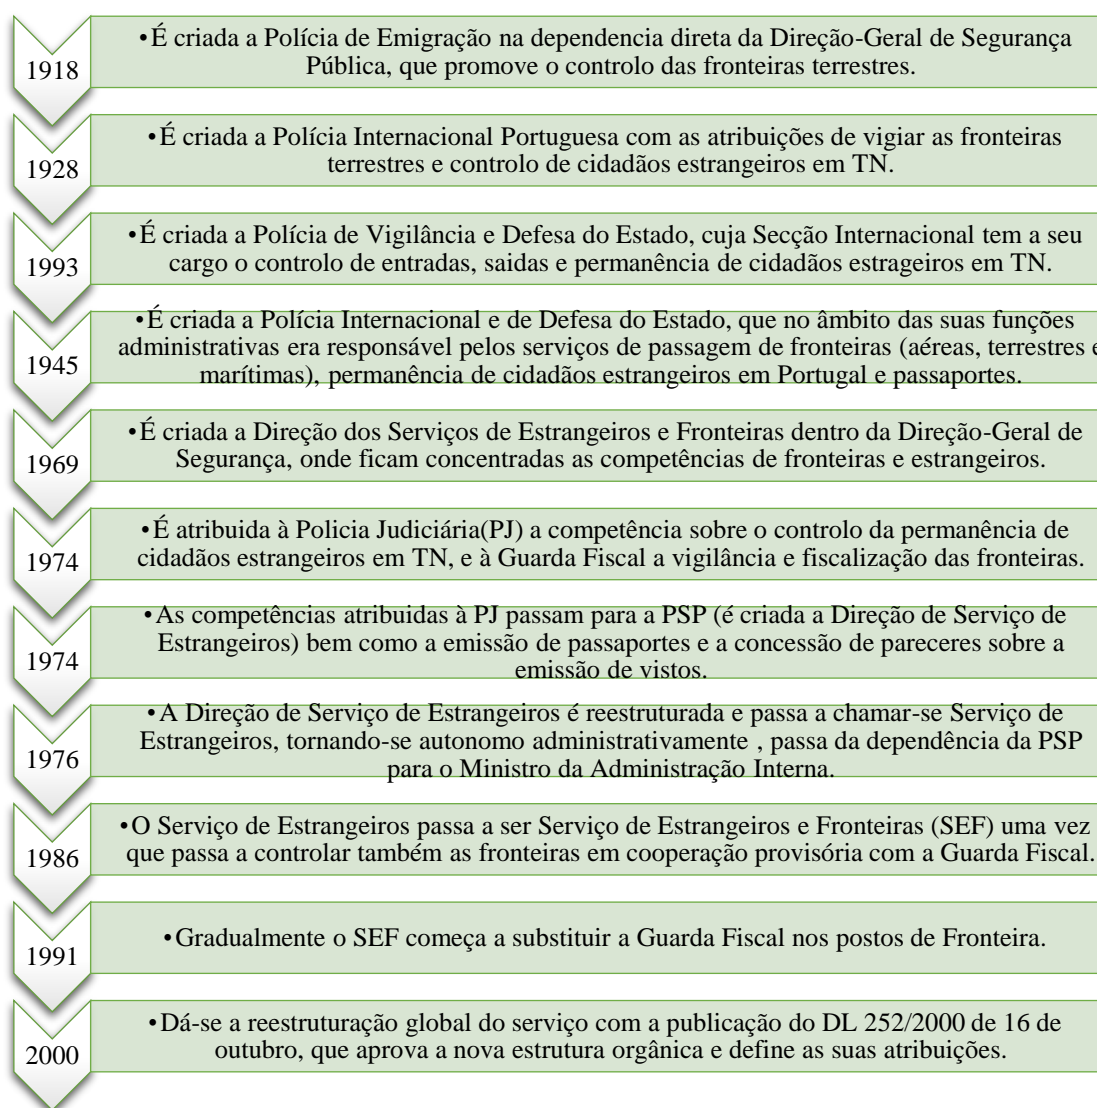 1918
•É criada a Polícia de Emigração na dependencia direta da Direção-Geral de Segurança
Pública, que promove o controlo das fronteiras terrestres.
1928
•É criada a Polícia Internacional Portuguesa com as atribuições de vigiar as fronteiras
terrestres e controlo de cidadãos estrangeiros em TN.
1993
•É criada a Polícia de Vigilância e Defesa do Estado, cuja Secção Internacional tem a seu
cargo o controlo de entradas, saidas e permanência de cidadãos estrageiros em TN.
1945
•É criada a Polícia Internacional e de Defesa do Estado, que no âmbito das suas funções
administrativas era responsável pelos serviços de passagem de fronteiras (aéreas, terrestres e
marítimas), permanência de cidadãos estrangeiros em Portugal e passaportes.
1969
•É criada a Direção dos Serviços de Estrangeiros e Fronteiras dentro da Direção-Geral de
Segurança, onde ficam concentradas as competências de fronteiras e estrangeiros.
1974
•É atribuida à Policia Judiciária(PJ) a competência sobre o controlo da permanência de
cidadãos estrangeiros em TN, e à Guarda Fiscal a vigilância e fiscalização das fronteiras.
1974
•As competências atribuidas à PJ passam para a PSP (é criada a Direção de Serviço de
Estrangeiros) bem como a emissão de passaportes e a concessão de pareceres sobre a
emissão de vistos.
1976
•A Direção de Serviço de Estrangeiros é reestruturada e passa a chamar-se Serviço de
Estrangeiros, tornando-se autonomo administrativamente , passa da dependência da PSP
para o Ministro da Administração Interna.
1986
•O Serviço de Estrangeiros passa a ser Serviço de Estrangeiros e Fronteiras (SEF) uma vez
que passa a controlar também as fronteiras em cooperação provisória com a Guarda Fiscal.
1991
•Gradualmente o SEF começa a substituir a Guarda Fiscal nos postos de Fronteira.
2000
•Dá-se a reestruturação global do serviço com a publicação do DL 252/2000 de 16 de
outubro, que aprova a nova estrutura orgânica e define as suas atribuições.